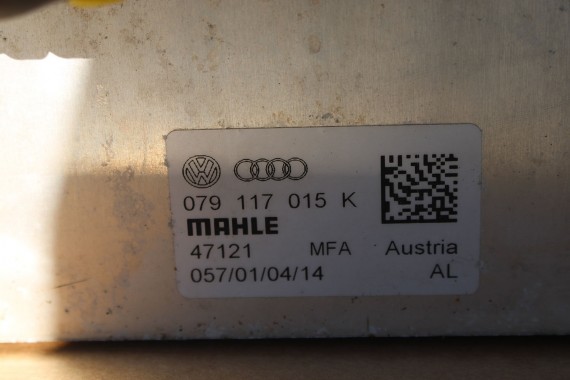 079 117 015 K
MAHLE
47121 MFA Austria
057/01/04/14 AL